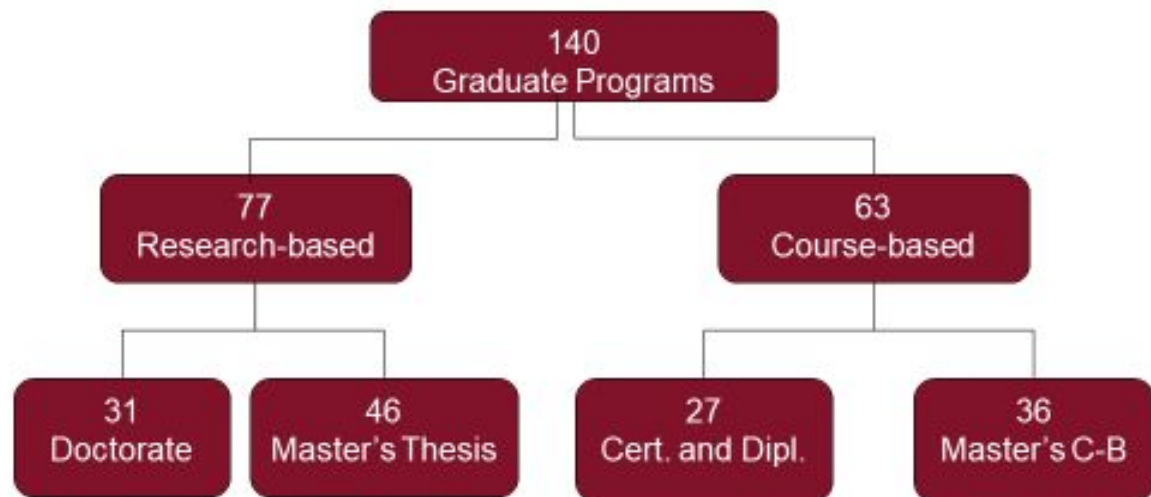 140
Graduate Programs
77
Research-based
63
Course-based
31
Doctorate
46
Master's Thesis
27
Cert. and Dipl.
36
Master's C-B